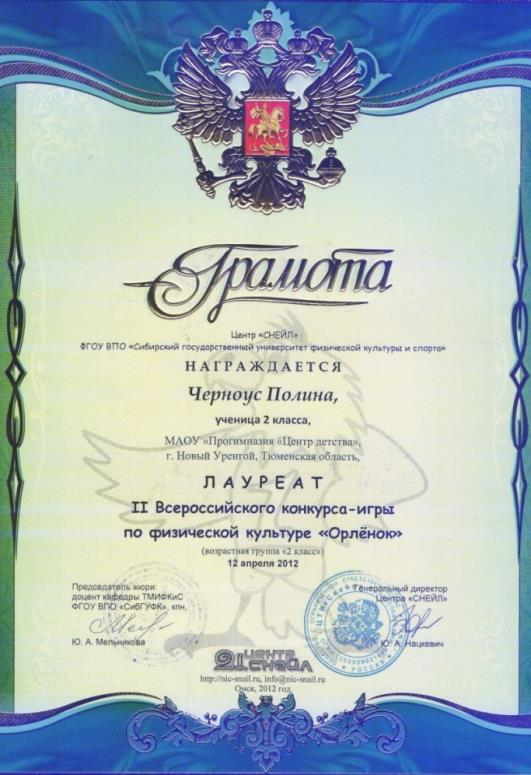 Грамота
Центр «СНЕЙЛ»
ФГОУ ВПО «Сибирский государственный университет физической культуры и спорта»
НАГРАЖДАЕТСЯ
Черноус Полина,
ученица 2 класса,
МАОУ «Прогимназия «Центр детства»,
г. Новый Уренгой, Тюменская область,
ЛАУРЕАТ
II Всероссийского конкурса-игры
по физической культуре «Орлёнок»
(возрастная группа «2 класс»)
12 апреля 2012
Председатель жюри:
доцент кафедры ТМИФКиС
ФГОУ ВПО «СибГУФК», кпн,
Ю. А. Мельникова
Генеральный директор
Центра «СНЕЙЛ»
Ю. А. Нацкевич
ЦЕНТР
СНЕЙЛ
http://nic-snail.ru, info@nic-snail.ru
Омск, 2012 год